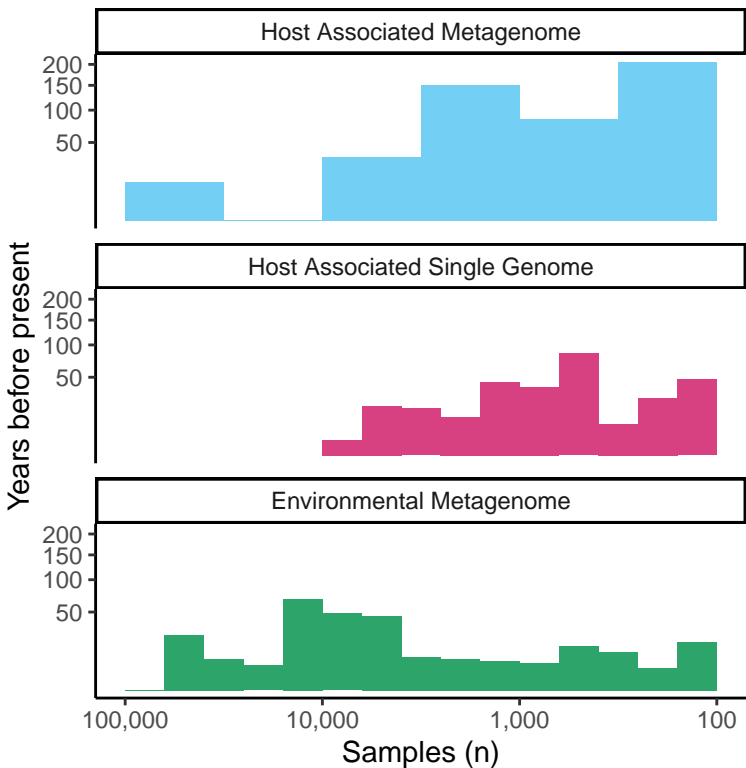 Host Associated Metagenome
200
150
100
50
Host Associated Single Genome
200
150
100
50
Years before present
Environmental Metagenome
200
150
100
50
100,000 10,000 1,000 100
Samples (n)